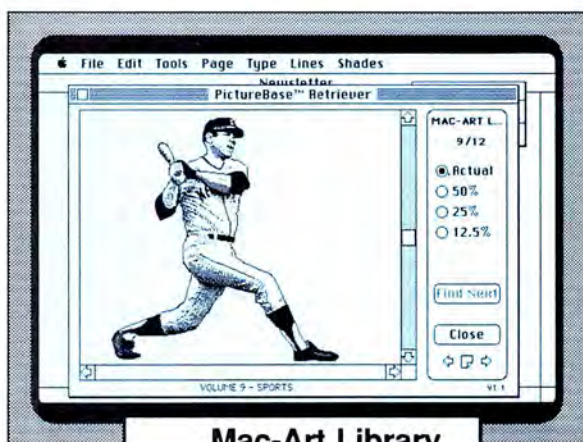 File Edit Tools Page Type Lines Shades
Newsletter
PictureBase™ Retriever
MAC-ART L...
9/12
Actual
50%
25%
12.5%
Find Next
Close
VOLUME 9 - SPORTS
V1.1
Mac-Art Library